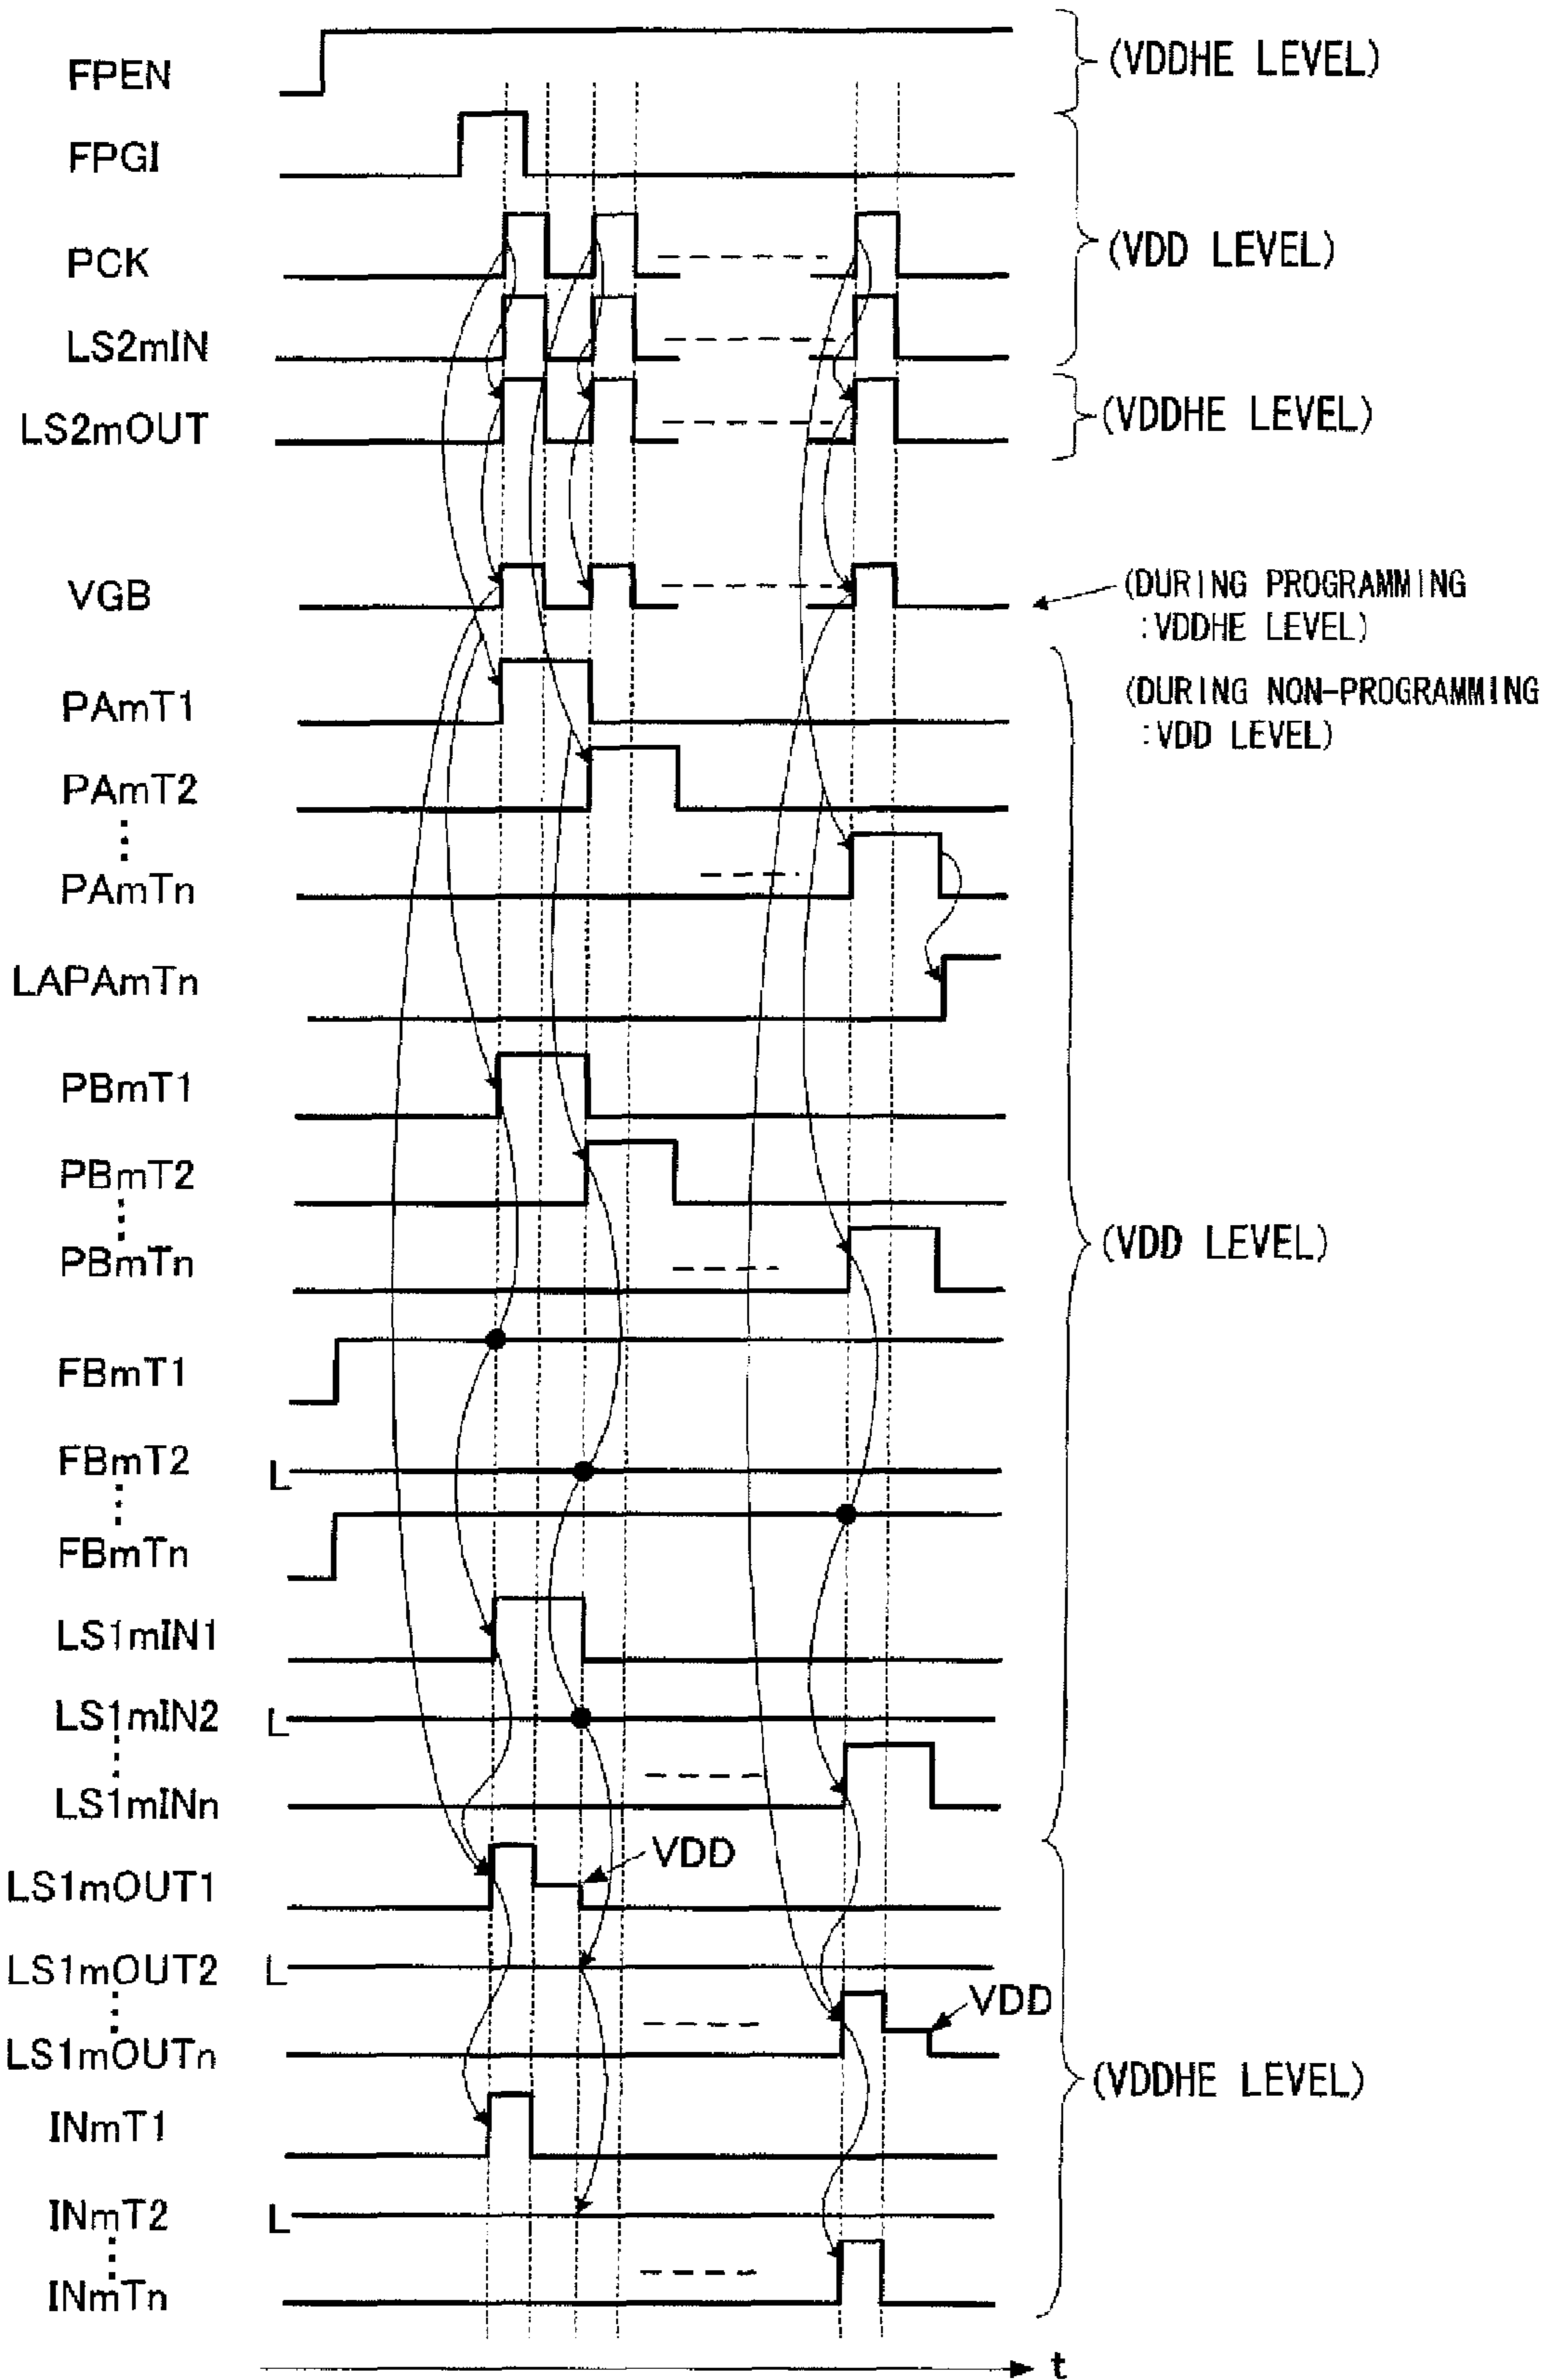 FPEN
(VDDHE LEVEL)
FPGI
PCK
(VDD LEVEL)
LS2mIN
LS2mOUT
(VDDHE LEVEL)
VGB
(DURING PROGRAMMING
:VDDHE LEVEL)
PAmT1
(DURING NON-PROGRAMMING
:VDD LEVEL)
PAmT2
PAmTn
LAPAmTn
PBmT1
PBmT2
PBmTn
(VDD LEVEL)
FBmT1
FBmT2
L
FBmTn
LS1mIN1
LS1mIN2
L
LS1mINn
VDD
LS1mOUT1
LS1mOUT2
L
VDD
LS1mOUTn
(VDDHE LEVEL)
INmT1
INmT2
L
INmTn
t